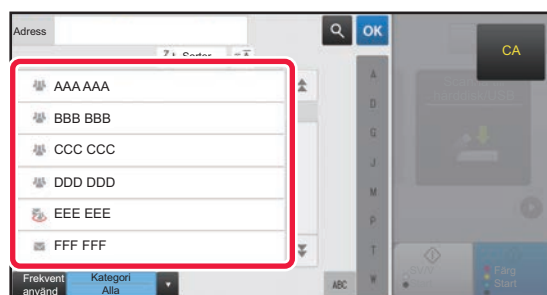 Adress
OK
CA
Sorter
AAA AAA
BBB BBB
CCC CCC
DDD DDD
EEE EEE
FFF FFF
A
D
G
J
M
P
T
W
ABC
Frekvent
använd
Kategori
Alla
Färg
Start